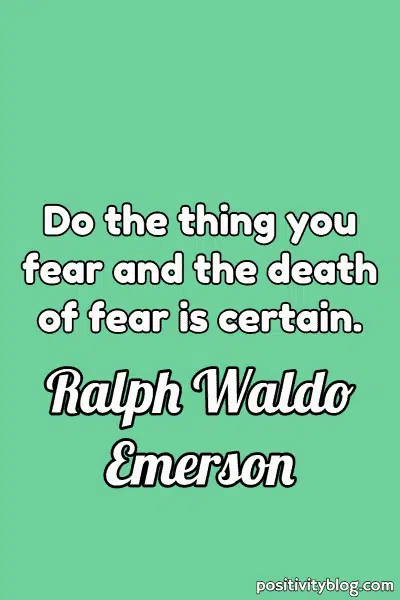 Do the thing you
fear and the death
of fear is certain.
Ralph Waldo
Emerson
positivityblog.com